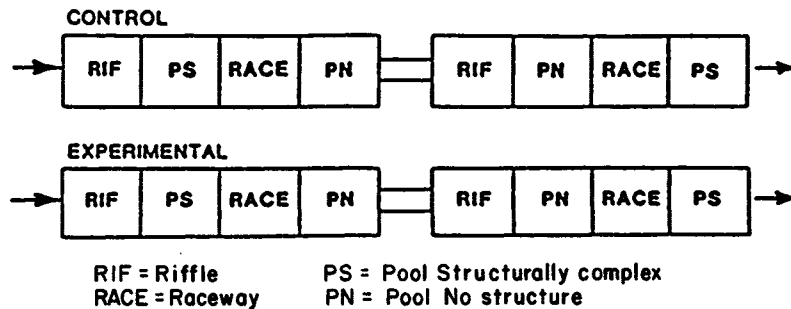 CONTROL
RIF PS RACE PN RIF PN RACE PS
EXPERIMENTAL
RIF PS RACE PN RIF PN RACE PS
RIF = Riffle PS = Pool Structurally complex
RACE = Raceway PN = Pool No structure